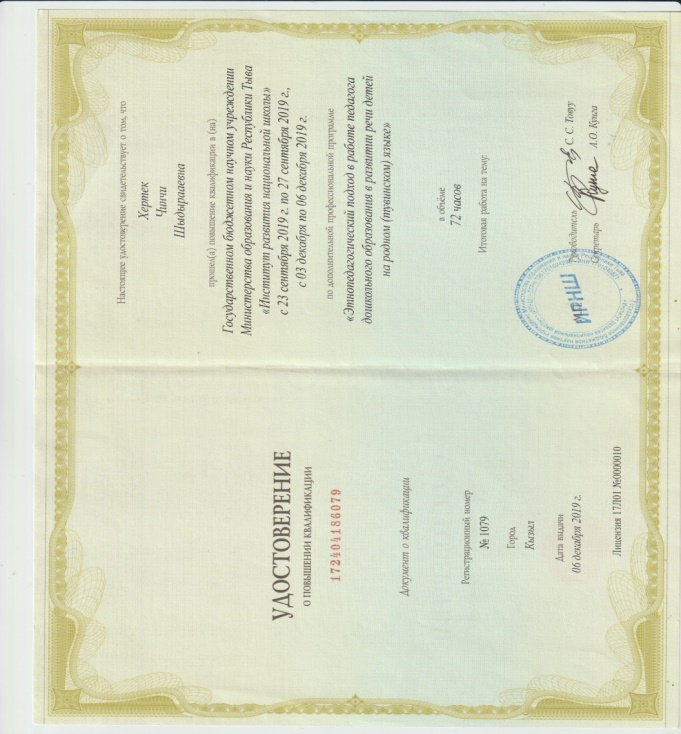 УДОСТОВЕРЕНИЕ
О ПОВЫШЕНИИ КВАЛИФИКАЦИИ
172404186079
Документ о квалификации
Регистрационный номер
№ 1079
Город
Кызыл
Дата выдачи
06 декабря 2019 г.
Лицензия 17Л01 №0000010
Настоящее удостоверение свидетельствует о том, что
Хертек
Чинчи
Шыдыраевна
прошел(а) повышение квалификации в (на)
Государственном бюджетном научном учреждении
Министерства образования и науки Республики Тыва
«Институт развития национальной школы»
с 23 сентября 2019 г. по 27 сентября 2019 г.,
с 03 декабря по 06 декабря 2019 г.
по дополнительной профессиональной программе
«Этнопедагогический подход в работе педагога
дошкольного образования в развитии речи детей
на родном (тувинском) языке»
в объёме
72 часов
Итоговая работа на тему:
Руководитель С. С. Товуу
Секретарь А.О. Кунга
ИРНШ